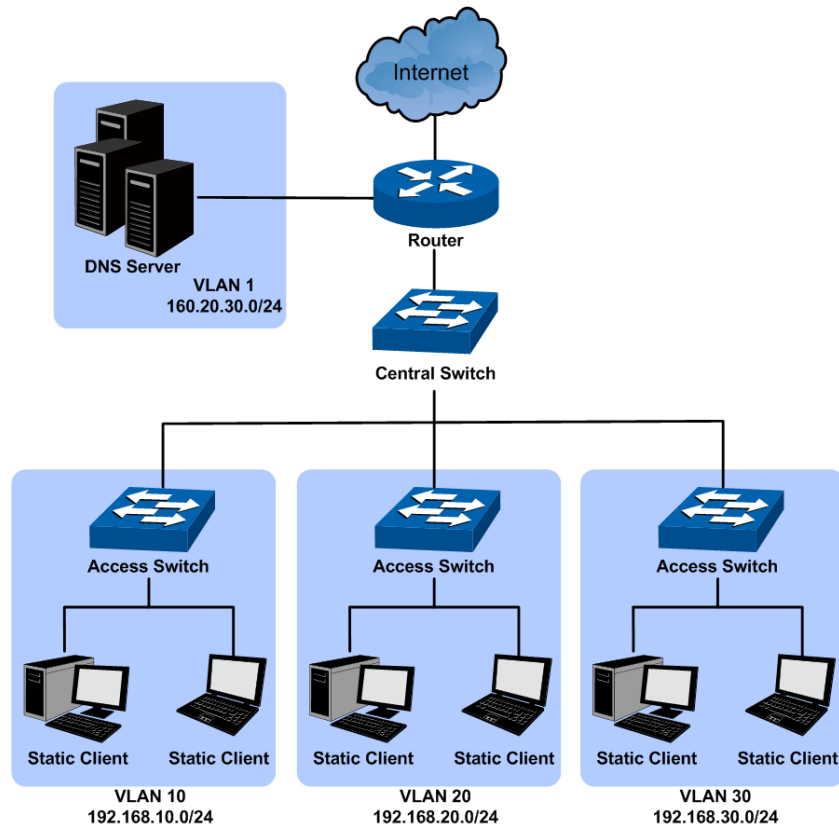 Internet
Router
DNS Server
VLAN 1
160.20.30.0/24
Central Switch
Access Switch
Access Switch
Access Switch
Static Client
Static Client
Static Client
Static Client
Static Client
Static Client
VLAN 10
192.168.10.0/24
VLAN 20
192.168.20.0/24
VLAN 30
192.168.30.0/24